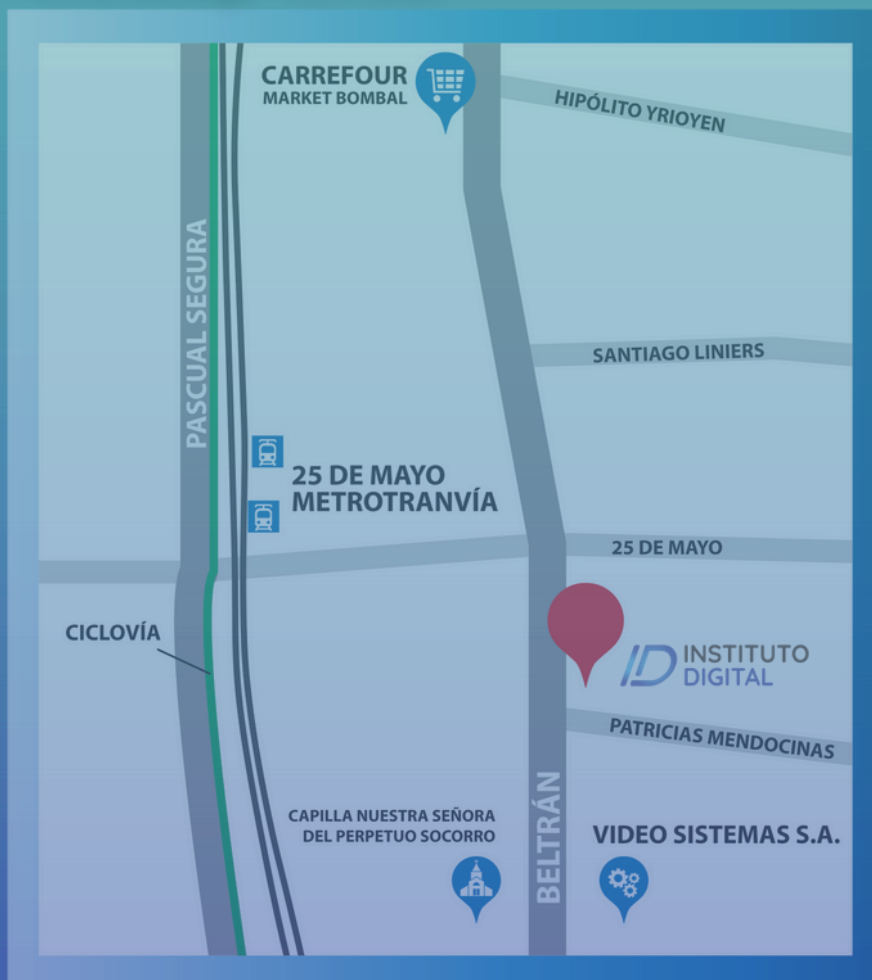 CARREFOUR
MARKET BOMBAL
HIPÓLITO YRIOYEN
PASCUAL SEGURA
SANTIAGO LINIERS
25 DE MAYO
METROTRANVÍA
25 DE MAYO
CICLOVÍA
ID INSTITUTO
DIGITAL
PATRICIAS MENDOCINAS
BELTRÁN
CAPILLA NUESTRA SEÑORA
DEL PERPETUO SOCORRO
VIDEO SISTEMAS S.A.